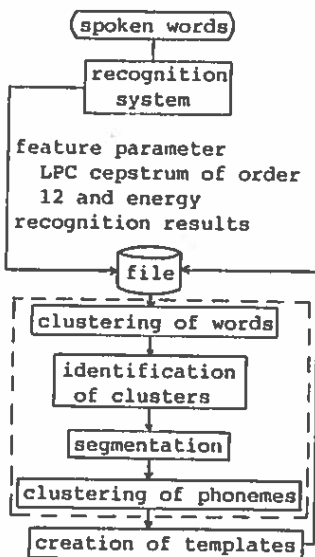 spoken words
recognition
system
feature parameter
LPC cepstrum of order
12 and energy
recognition results
file
clustering of words
identification
of clusters
segmentation
clustering of phonemes
creation of templates